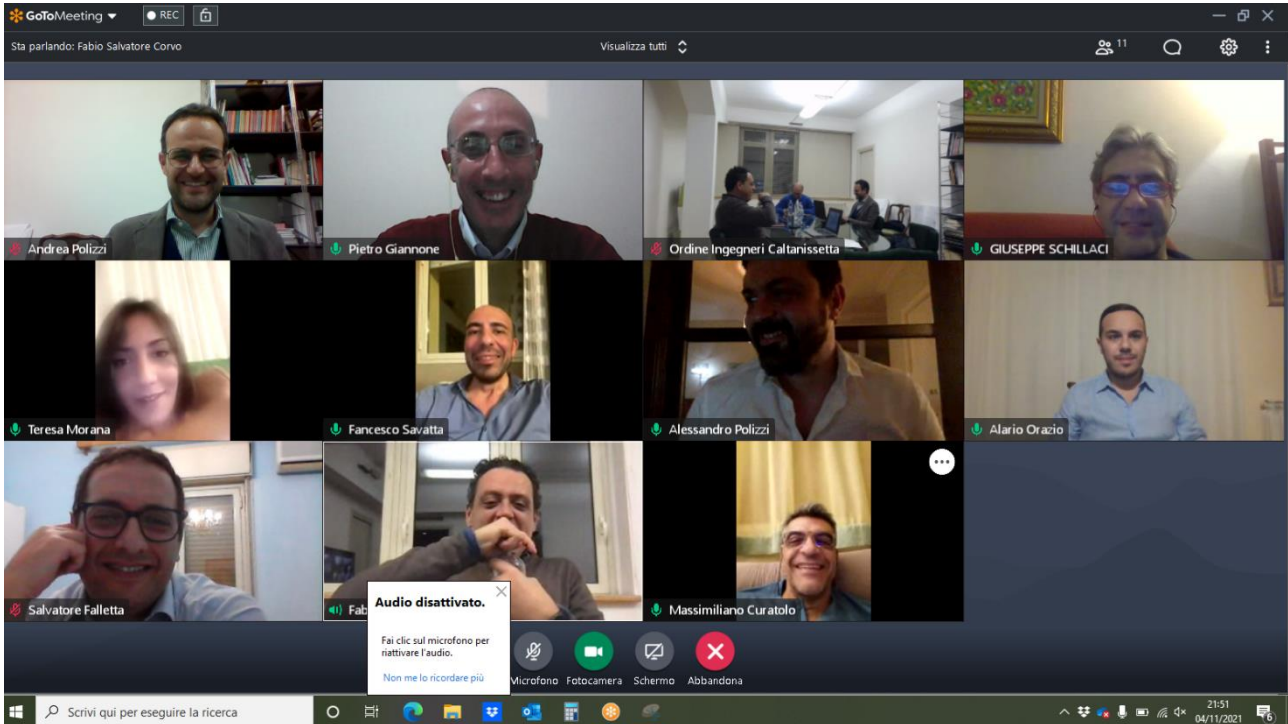 GoToMeeting
REC
Sta parlando: Fabio Salvatore Corvo
Visualizza tutti
11
Andrea Polizzi
Pietro Giannone
Ordine Ingegneri Caltanissetta
GIUSEPPE SCHILLACI
Teresa Morana
Fancesco Savatta
Alessandro Polizzi
Alario Orazio
Salvatore Falletta
Fab
Massimiliano Curatolo
Audio disattivato.
Fai clic sul microfono per
riattivare l'audio.
Non me lo ricordare più
Microfono
Fotocamera
Schermo
Abbandona
Scrivi qui per eseguire la ricerca
21:51
04/11/2021